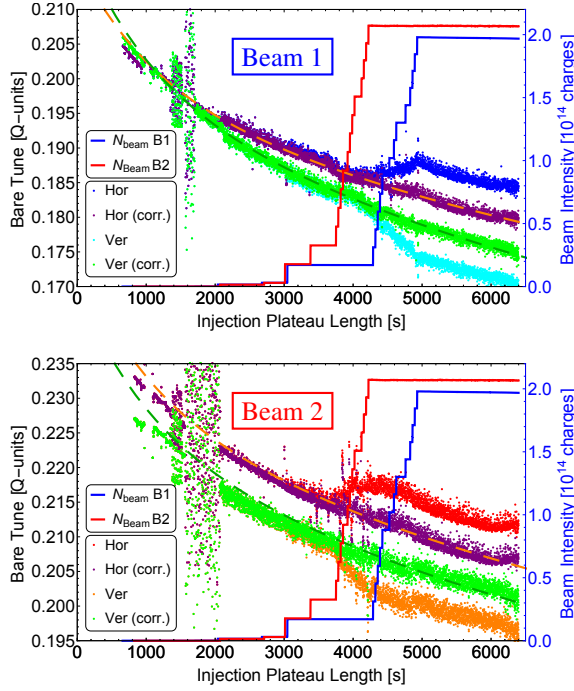 0.210
0.205
0.200
0.195
0.190
0.185
0.180
0.175
0.170
Bare Tune [Q−units]
Beam 1
N_beam B1
N_Beam B2
Hor
Hor (corr.)
Ver
Ver (corr.)
2.0
1.5
1.0
0.5
0.0
Beam Intensity [10^14 charges]
0 1000 2000 3000 4000 5000 6000
Injection Plateau Length [s]
0.235
0.230
0.225
0.220
0.215
0.210
0.205
0.200
0.195
Bare Tune [Q−units]
Beam 2
N_beam B1
N_Beam B2
Hor
Hor (corr.)
Ver
Ver (corr.)
2.0
1.5
1.0
0.5
0.0
Beam Intensity [10^14 charges]
0 1000 2000 3000 4000 5000 6000
Injection Plateau Length [s]